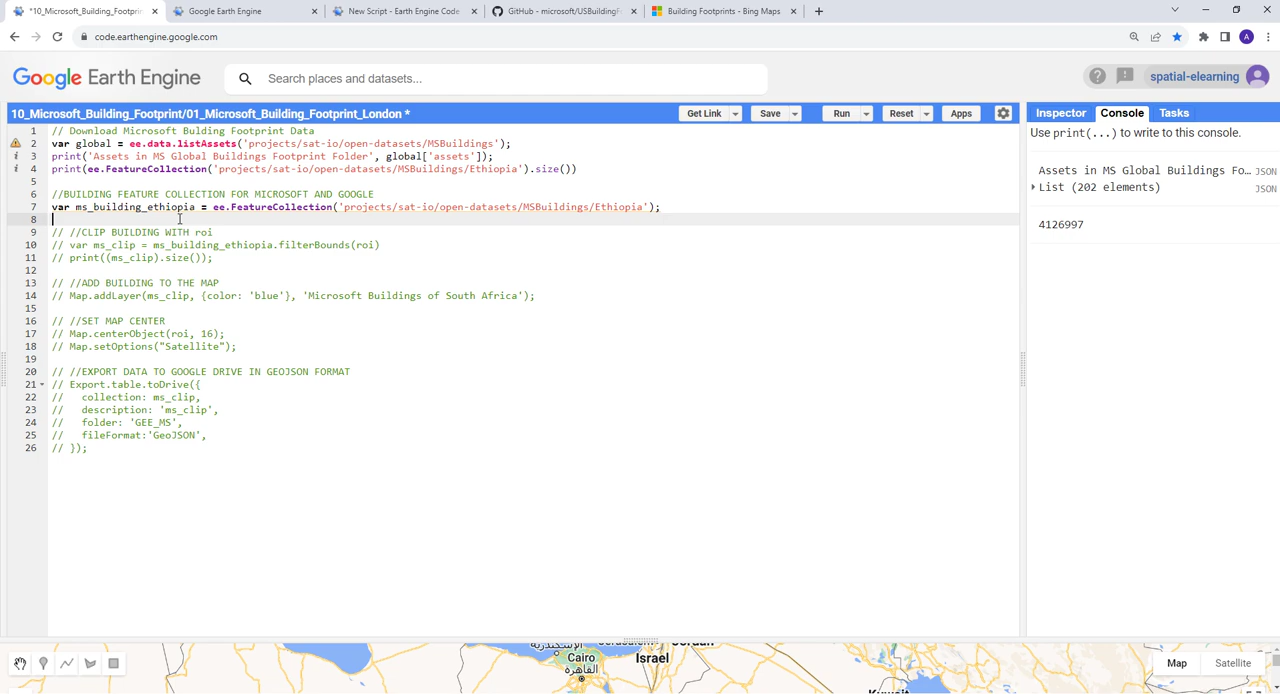 *10_Microsoft_Building_Footprin
Google Earth Engine
New Script - Earth Engine Code
GitHub - microsoft/USBuildingF
Building Footprints - Bing Maps
code.earthengine.google.com
A
Google Earth Engine
Search places and datasets...
spatial-elearning
10_Microsoft_Building_Footprint/01_Microsoft_Building_Footprint_London *
Get Link
Save
Run
Reset
Apps
Inspector
Console
Tasks
1 // Download Microsoft Bulding Footprint Data
2 var global = ee.data.listAssets('projects/sat-io/open-datasets/MSBuildings');
3 print('Assets in MS Global Buildings Footprint Folder', global['assets']);
4 print(ee.FeatureCollection('projects/sat-io/open-datasets/MSBuildings/Ethiopia').size())
5
6 //BUILDING FEATURE COLLECTION FOR MICROSOFT AND GOOGLE
7 var ms_building_ethiopia = ee.FeatureCollection('projects/sat-io/open-datasets/MSBuildings/Ethiopia');
8
9 // //CLIP BUILDING WITH roi
10 // var ms_clip = ms_building_ethiopia.filterBounds(roi)
11 // print((ms_clip).size());
12
13 // //ADD BUILDING TO THE MAP
14 // Map.addLayer(ms_clip, {color: 'blue'}, 'Microsoft Buildings of South Africa');
15
16 // //SET MAP CENTER
17 // Map.centerObject(roi, 16);
18 // Map.setOptions("Satellite");
19
20 // //EXPORT DATA TO GOOGLE DRIVE IN GEOJSON FORMAT
21 // Export.table.toDrive({
22 //   collection: ms_clip,
23 //   description: 'ms_clip',
24 //   folder: 'GEE_MS',
25 //   fileFormat:'GeoJSON',
26 // });
Use print(...) to write to this console.
Assets in MS Global Buildings Fo... JSON
List (202 elements) JSON
4126997
الإسكندرية
Cairo
القاهرة
Israel
Map
Satellite